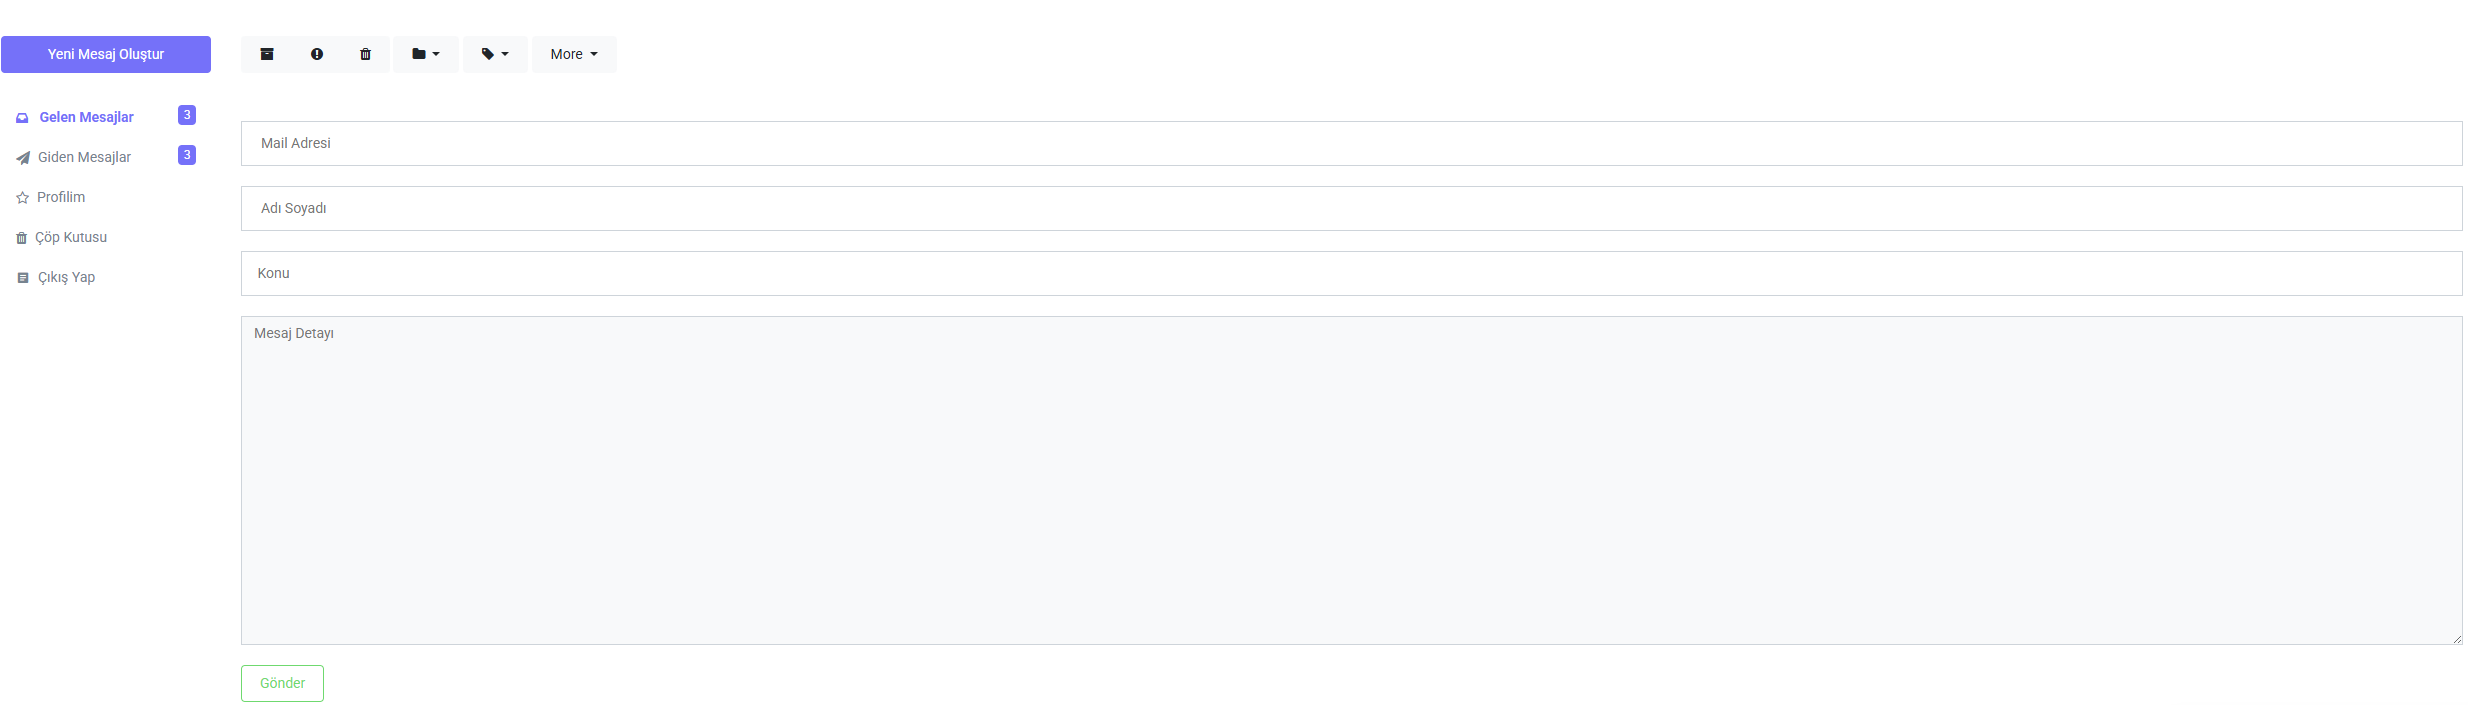 Yeni Mesaj Oluştur
More
Gelen Mesajlar 3
Giden Mesajlar 3
Profilim
Çöp Kutusu
Çıkış Yap
Mail Adresi
Adı Soyadı
Konu
Mesaj Detayı
Gönder